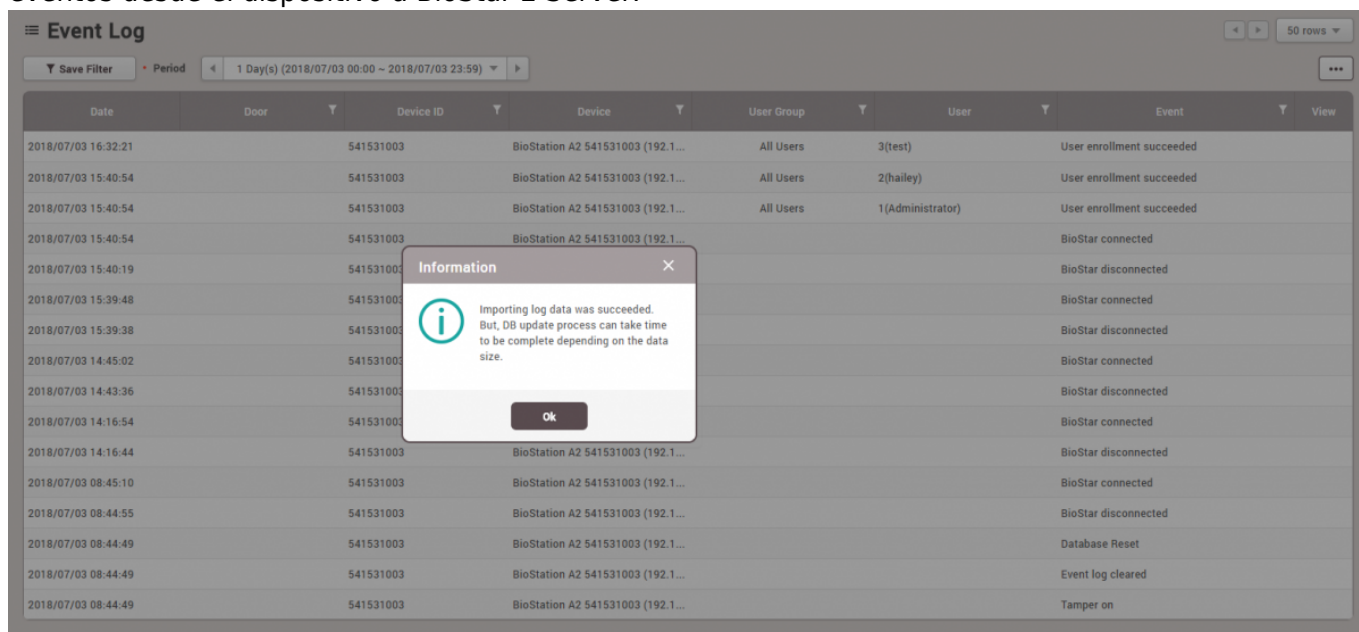 eventos desde el dispositivo a BioStar 2 Server.
Event Log
50 rows
Save Filter • Period 1 Day(s) (2018/07/03 00:00 ~ 2018/07/03 23:59) •••
Date Door Device ID Device User Group User Event View
2018/07/03 16:32:21 541531003 BioStation A2 541531003 (192.1... All Users 3(test) User enrollment succeeded
2018/07/03 15:40:54 541531003 BioStation A2 541531003 (192.1... All Users 2(hailey) User enrollment succeeded
2018/07/03 15:40:54 541531003 BioStation A2 541531003 (192.1... All Users 1(Administrator) User enrollment succeeded
2018/07/03 15:40:54 541531003 BioStation A2 541531003 (192.1... BioStar connected
2018/07/03 15:40:19 54153100 BioStar disconnected
2018/07/03 15:39:48 54153100 BioStar connected
2018/07/03 15:39:38 54153100 BioStar disconnected
2018/07/03 14:45:02 54153100 BioStar connected
2018/07/03 14:43:36 54153100 BioStar disconnected
2018/07/03 14:16:54 54153100 BioStar connected
2018/07/03 14:16:44 541531003 BioStation A2 541531003 (192.1... BioStar disconnected
2018/07/03 08:45:10 541531003 BioStation A2 541531003 (192.1... BioStar connected
2018/07/03 08:44:55 541531003 BioStation A2 541531003 (192.1... BioStar disconnected
2018/07/03 08:44:49 541531003 BioStation A2 541531003 (192.1... Database Reset
2018/07/03 08:44:49 541531003 BioStation A2 541531003 (192.1... Event log cleared
2018/07/03 08:44:49 541531003 BioStation A2 541531003 (192.1... Tamper on
Information
Importing log data was succeeded.
But, DB update process can take time
to be complete depending on the data
size.
Ok